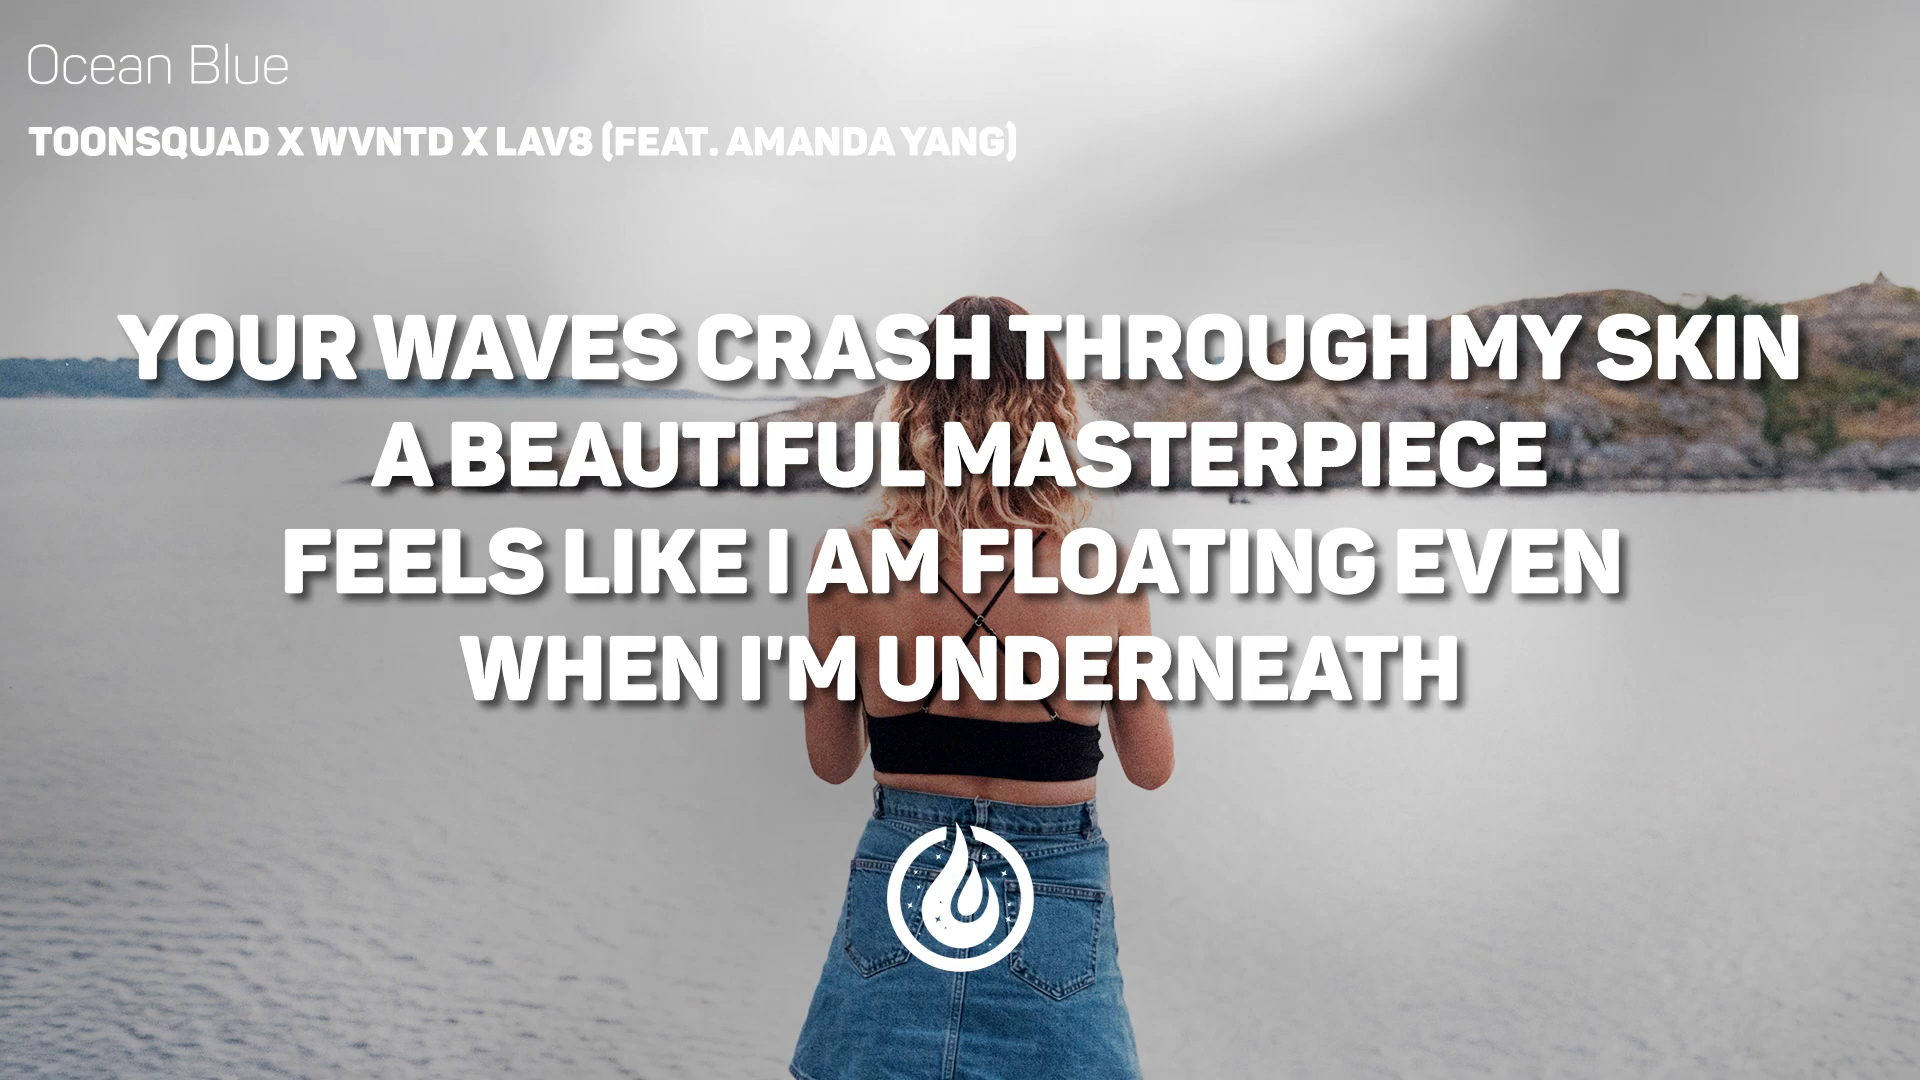 Ocean Blue
TOONSQUAD X WVNTD X LAV8 (FEAT. AMANDA YANG)
YOUR WAVES CRASH THROUGH MY SKIN
A BEAUTIFUL MASTERPIECE
FEELS LIKE I AM FLOATING EVEN
WHEN I'M UNDERNEATH